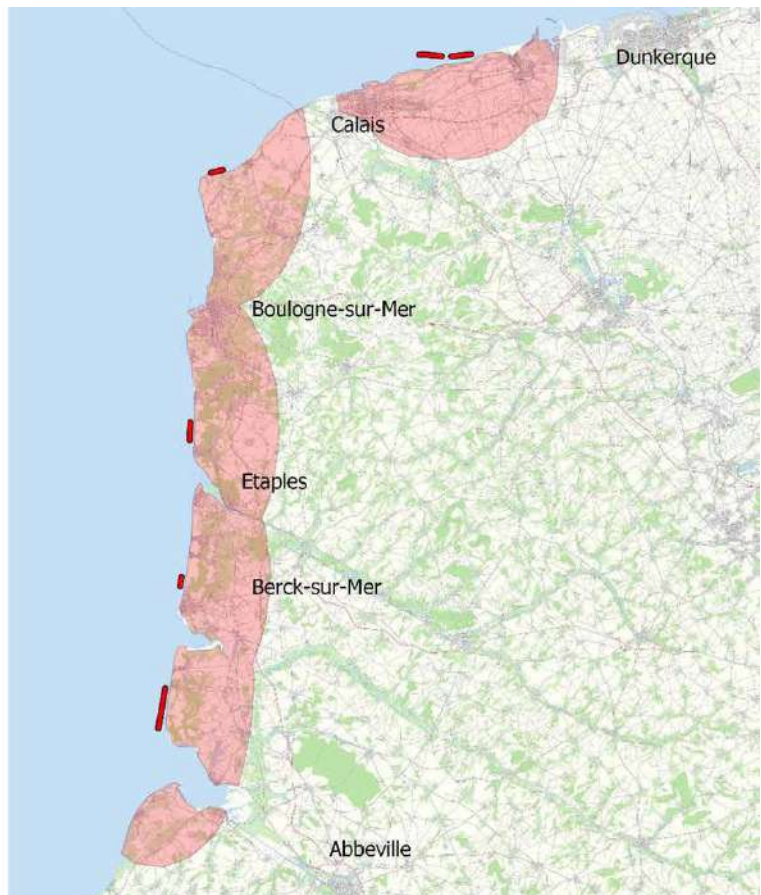 Dunkerque
Calais
Boulogne-sur-Mer
Etaples
Berck-sur-Mer
Abbeville